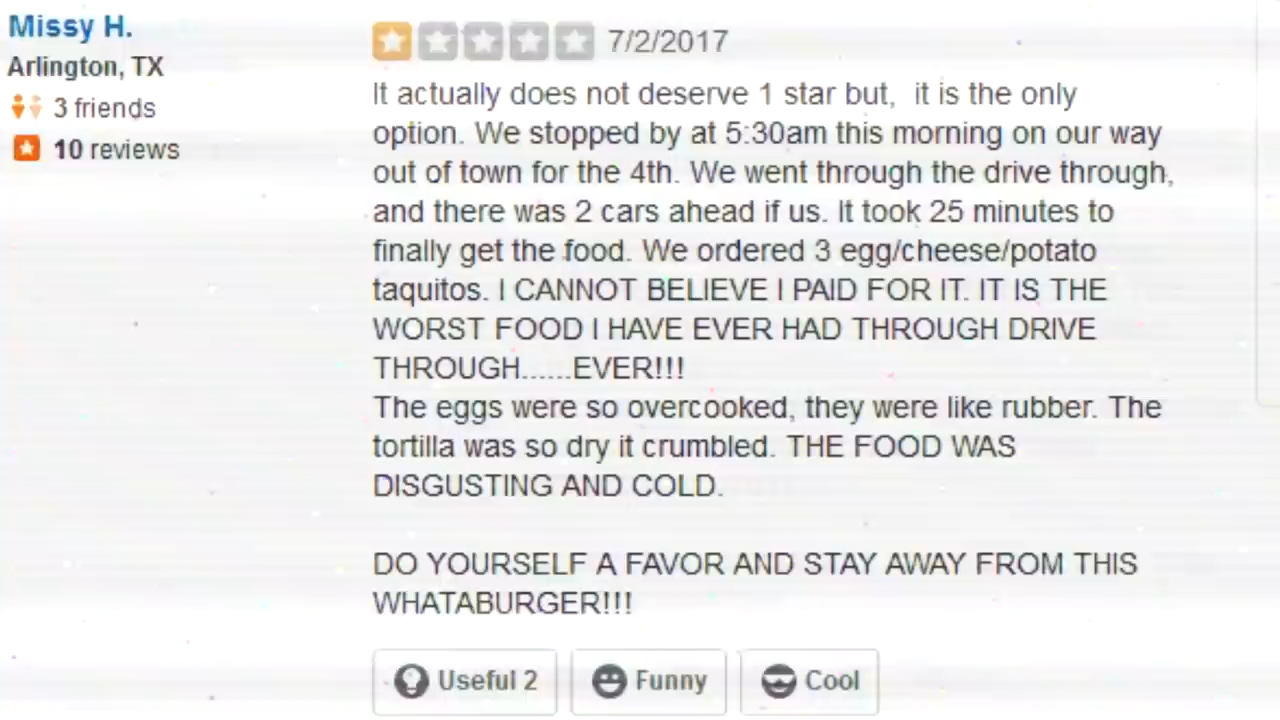 Missy H.
Arlington, TX
3 friends
10 reviews
7/2/2017
It actually does not deserve 1 star but,  it is the only
option. We stopped by at 5:30am this morning on our way
out of town for the 4th. We went through the drive through,
and there was 2 cars ahead if us. It took 25 minutes to
finally get the food. We ordered 3 egg/cheese/potato
taquitos. I CANNOT BELIEVE I PAID FOR IT. IT IS THE
WORST FOOD I HAVE EVER HAD THROUGH DRIVE
THROUGH......EVER!!!
The eggs were so overcooked, they were like rubber. The
tortilla was so dry it crumbled. THE FOOD WAS
DISGUSTING AND COLD.
DO YOURSELF A FAVOR AND STAY AWAY FROM THIS
WHATABURGER!!!
Useful 2
Funny
Cool